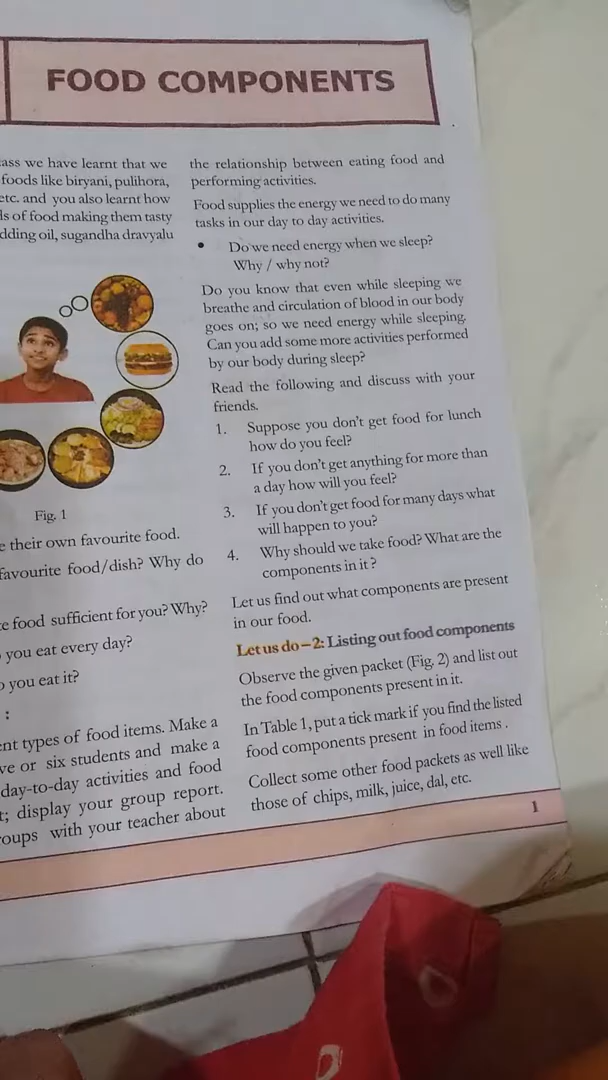 FOOD COMPONENTS
we have learnt that we
foods like biryani, pulihora,
etc. and you also learnt how
of food making them tasty
oil, sugandha dravyalu
Fig. 1
their own favourite food.
favourite food/dish? Why do
food sufficient for you? Why?
you eat every day?
you eat it?
:
types of food items. Make a
or six students and make a
day-to-day activities and food
display your group report.
with your teacher about
the relationship between eating food and
performing activities.
Food supplies the energy we need to do many
tasks in our day to day activities.
• Do we need energy when we sleep?
Why / why not?
Do you know that even while sleeping we
breathe and circulation of blood in our body
goes on; so we need energy while sleeping.
Can you add some more activities performed
by our body during sleep?
Read the following and discuss with your
friends.
1. Suppose you don't get food for lunch
how do you feel?
2. If you don't get anything for more than
a day how will you feel?
3. If you don't get food for many days what
will happen to you?
4. Why should we take food? What are the
components in it ?
Let us find out what components are present
in our food.
Let us do – 2: Listing out food components
Observe the given packet (Fig. 2) and list out
the food components present in it.
In Table 1, put a tick mark if you find the listed
food components present in food items .
Collect some other food packets as well like
those of chips, milk, juice, dal, etc.
1